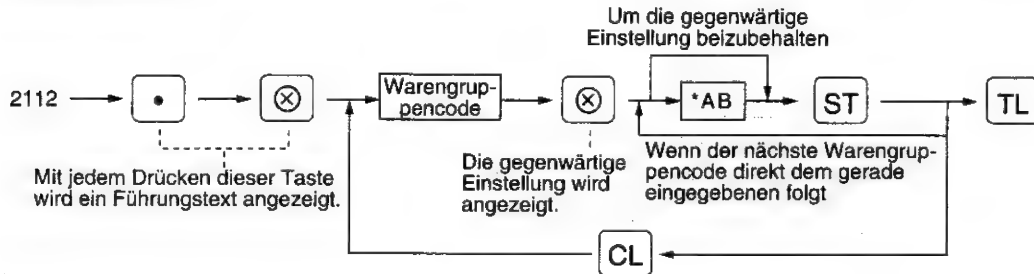 Um die gegenwärtige
Einstellung beizubehalten
2112
•
⊗
Warengrup-
pencode
⊗
*AB
ST
TL
Mit jedem Drücken dieser Taste
wird ein Führungstext angezeigt.
Die gegenwärtige
Einstellung wird
angezeigt.
Wenn der nächste Warengrup-
pencode direkt dem gerade
eingegebenen folgt
CL